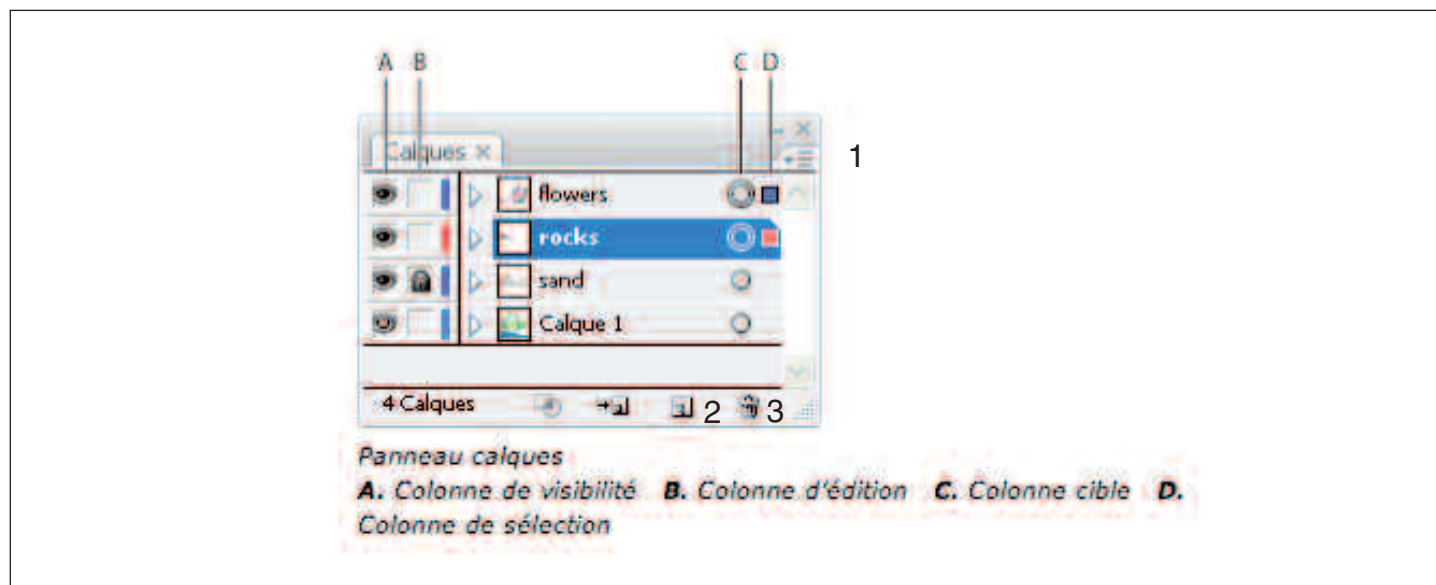 A B C D
Calques
1
flowers
rocks
sand
Calque 1
4 Calques
2 3
Panneau calques
A. Colonne de visibilité B. Colonne d'édition C. Colonne cible D.
Colonne de sélection